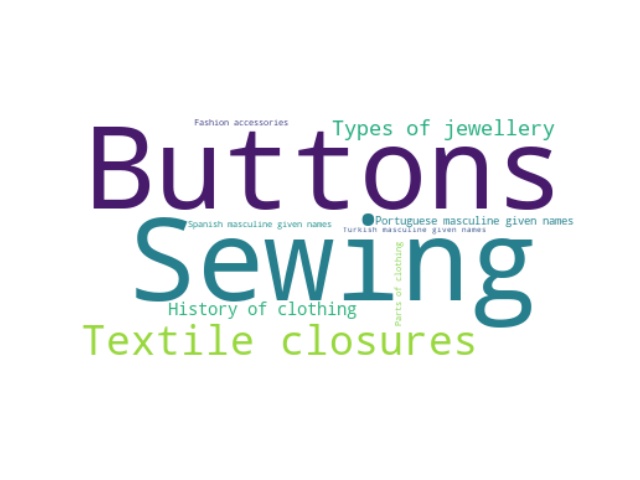 Fashion accessories
Types of jewellery
Buttons
Portuguese masculine given names
Spanish masculine given names
Turkish masculine given names
Sewing
Parts of clothing
History of clothing
Textile closures